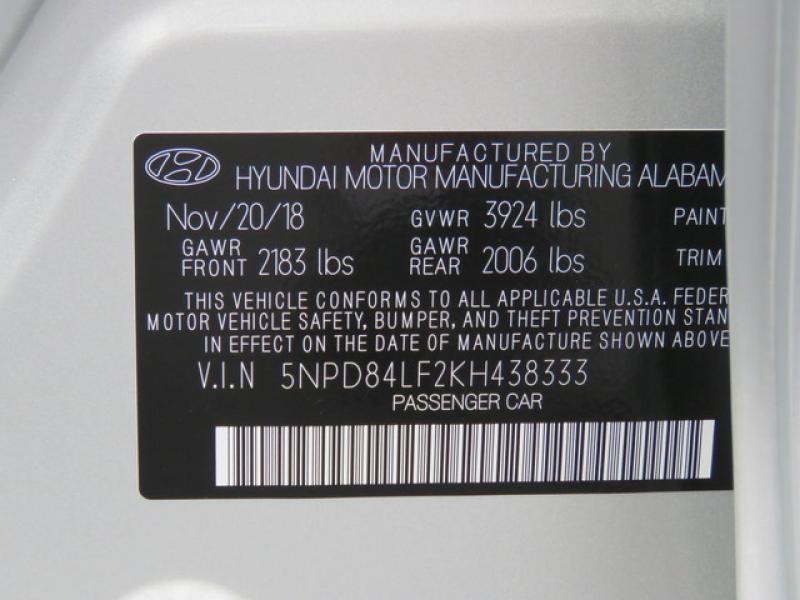 MANUFACTURED BY
HYUNDAI MOTOR MANUFACTURING ALABAM
Nov/20/18 GVWR 3924 lbs PAINT
GAWR FRONT 2183 lbs GAWR REAR 2006 lbs TRIM
THIS VEHICLE CONFORMS TO ALL APPLICABLE U.S.A. FEDER
MOTOR VEHICLE SAFETY, BUMPER, AND THEFT PREVENTION STAN
IN EFFECT ON THE DATE OF MANUFACTURE SHOWN ABOVE
V.I.N 5NPD84LF2KH438333
PASSENGER CAR